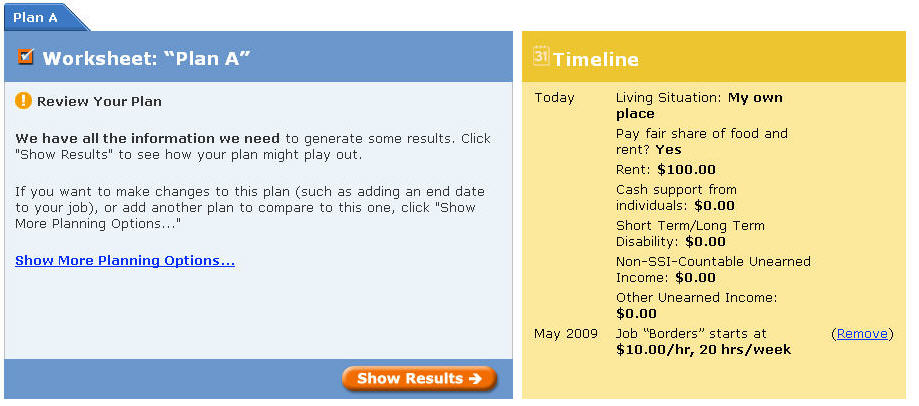 Plan A
Worksheet: “Plan A”
Review Your Plan
We have all the information we need to generate some results. Click
"Show Results" to see how your plan might play out.
If you want to make changes to this plan (such as adding an end date
to your job), or add another plan to compare to this one, click "Show
More Planning Options..."
Show More Planning Options...
Show Results
31 Timeline
Today Living Situation: My own
place
Pay fair share of food and
rent? Yes
Rent: $100.00
Cash support from
individuals: $0.00
Short Term/Long Term
Disability: $0.00
Non-SSI-Countable Unearned
Income: $0.00
Other Unearned Income:
$0.00
May 2009 Job “Borders” starts at (Remove)
$10.00/hr, 20 hrs/week